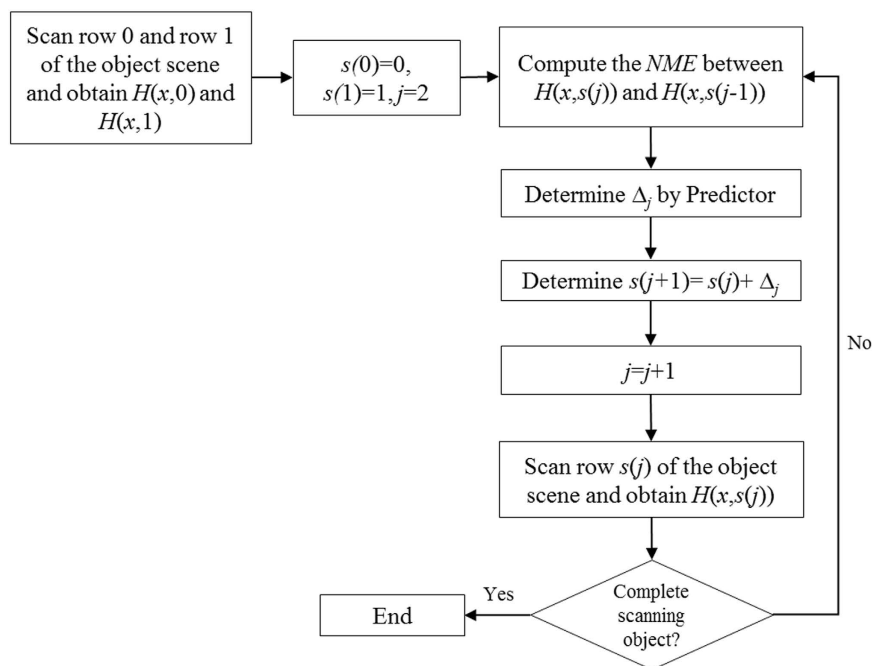 Scan row 0 and row 1
of the object scene
and obtain H(x,0) and
H(x,1)
s(0)=0,
s(1)=1,j=2
Compute the NME between
H(x,s(j)) and H(x,s(j-1))
Determine Δj by Predictor
Determine s(j+1)= s(j)+ Δj
j=j+1
Scan row s(j) of the object
scene and obtain H(x,s(j))
Complete
scanning
object?
Yes
End
No